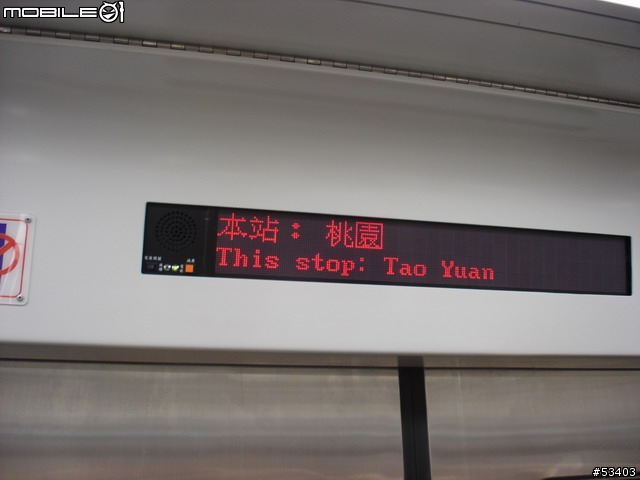 MOBILE01
本站：桃園
This stop: Tao Yuan
#53403